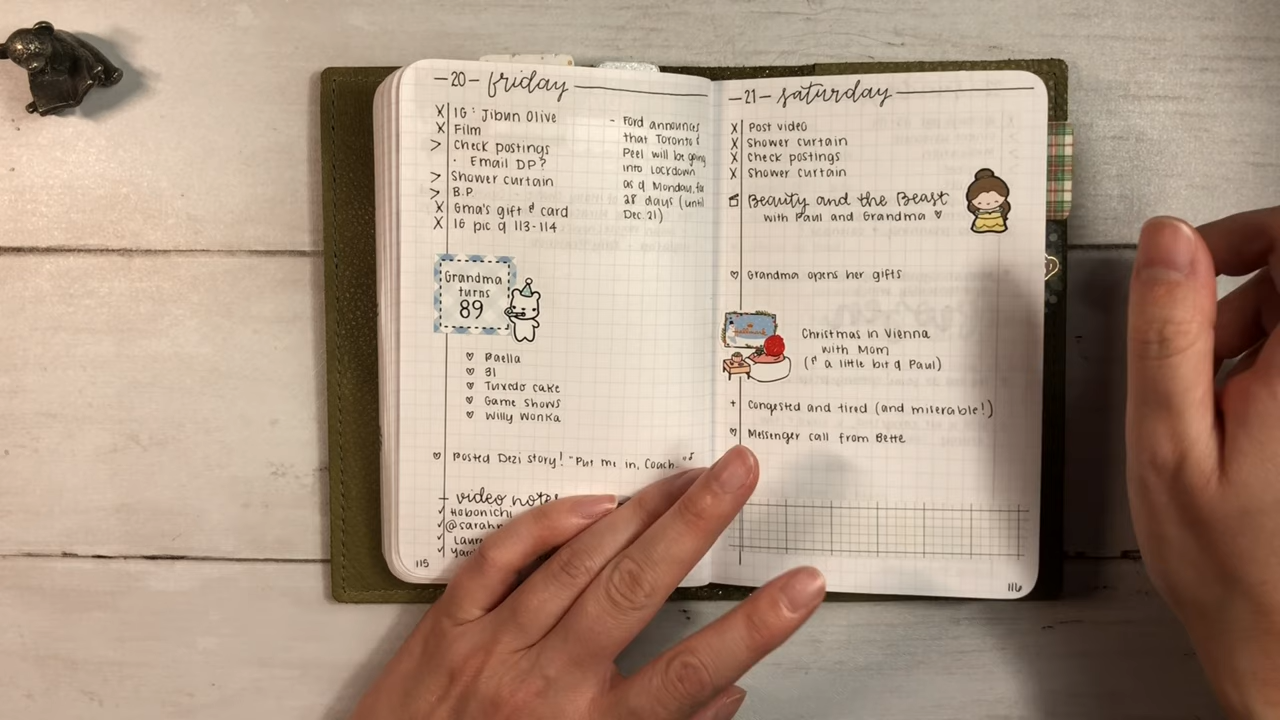 -20- friday
X IG: Jibun Olive
X Film
> Check postings
· Email DP?
> Shower curtain
> B.P.
X Gma's gift & card
X IG pic of 113-114
- Ford announces
that Toronto &
Peel will be going
into lockdown
as of Monday, for
28 days (until
Dec. 21)
Grandma
turns
89
♡ Paella
♡ 31
♡ Tuxedo cake
♡ Game shows
♡ Willy Wonka
♡ Posted Dezi story! "Put me in, Coach."
- video notes
✓ Hobonichi
✓ @sarah
✓
✓
115
-21- saturday
X Post video
X Shower curtain
X Check postings
X Shower curtain
Beauty and the Beast
with Paul and Grandma ♡
♡ Grandma opens her gifts
Christmas in Vienna
with Mom
(& a little bit of Paul)
+ Congested and tired (and miserable!)
♡ Messenger call from Bette
116